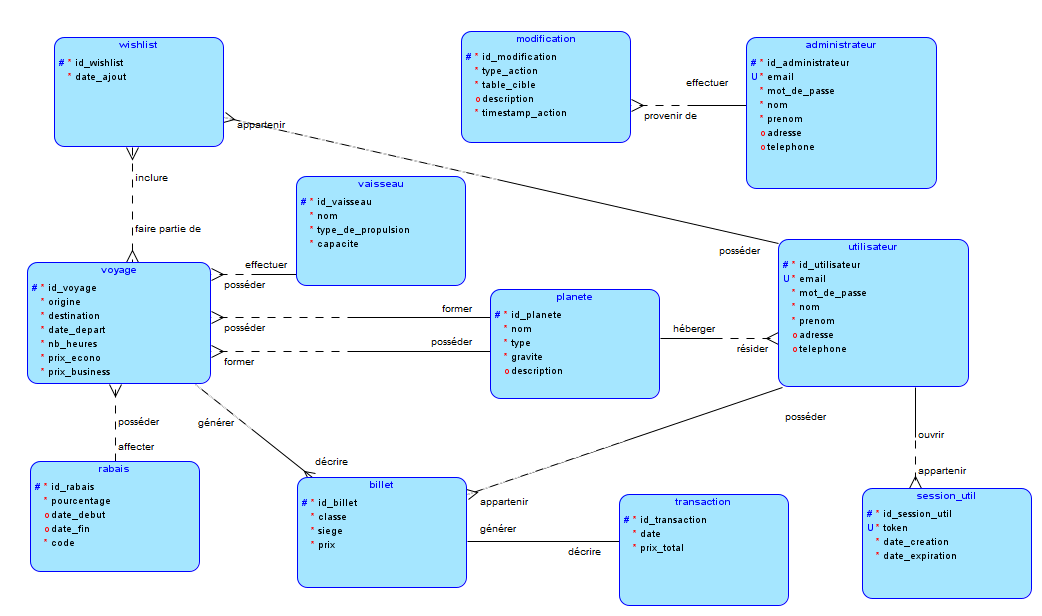 wishlist
# * id_wishlist
* date_ajout
modification
# * id_modification
* type_action
* table_cible
o description
* timestamp_action
administrateur
# * id_administrateur
U * email
* mot_de_passe
* nom
* prenom
o adresse
o telephone
effectuer
provenir de
appartenir
posséder
inclure
faire partie de
vaisseau
# * id_vaisseau
* nom
* type_de_propulsion
* capacite
effectuer
posséder
voyage
# * id_voyage
* origine
* destination
* date_depart
* nb_heures
* prix_econo
* prix_business
former
posséder
posséder
former
planete
# * id_planete
* nom
* type
* gravite
o description
héberger
résider
utilisateur
# * id_utilisateur
U * email
* mot_de_passe
* nom
* prenom
o adresse
o telephone
posséder
affecter
générer
décrire
posséder
appartenir
ouvrir
appartenir
rabais
# * id_rabais
* pourcentage
o date_debut
o date_fin
* code
billet
# * id_billet
* classe
* siege
* prix
générer
décrire
transaction
# * id_transaction
* date
* prix_total
session_util
# * id_session_util
U * token
* date_creation
* date_expiration